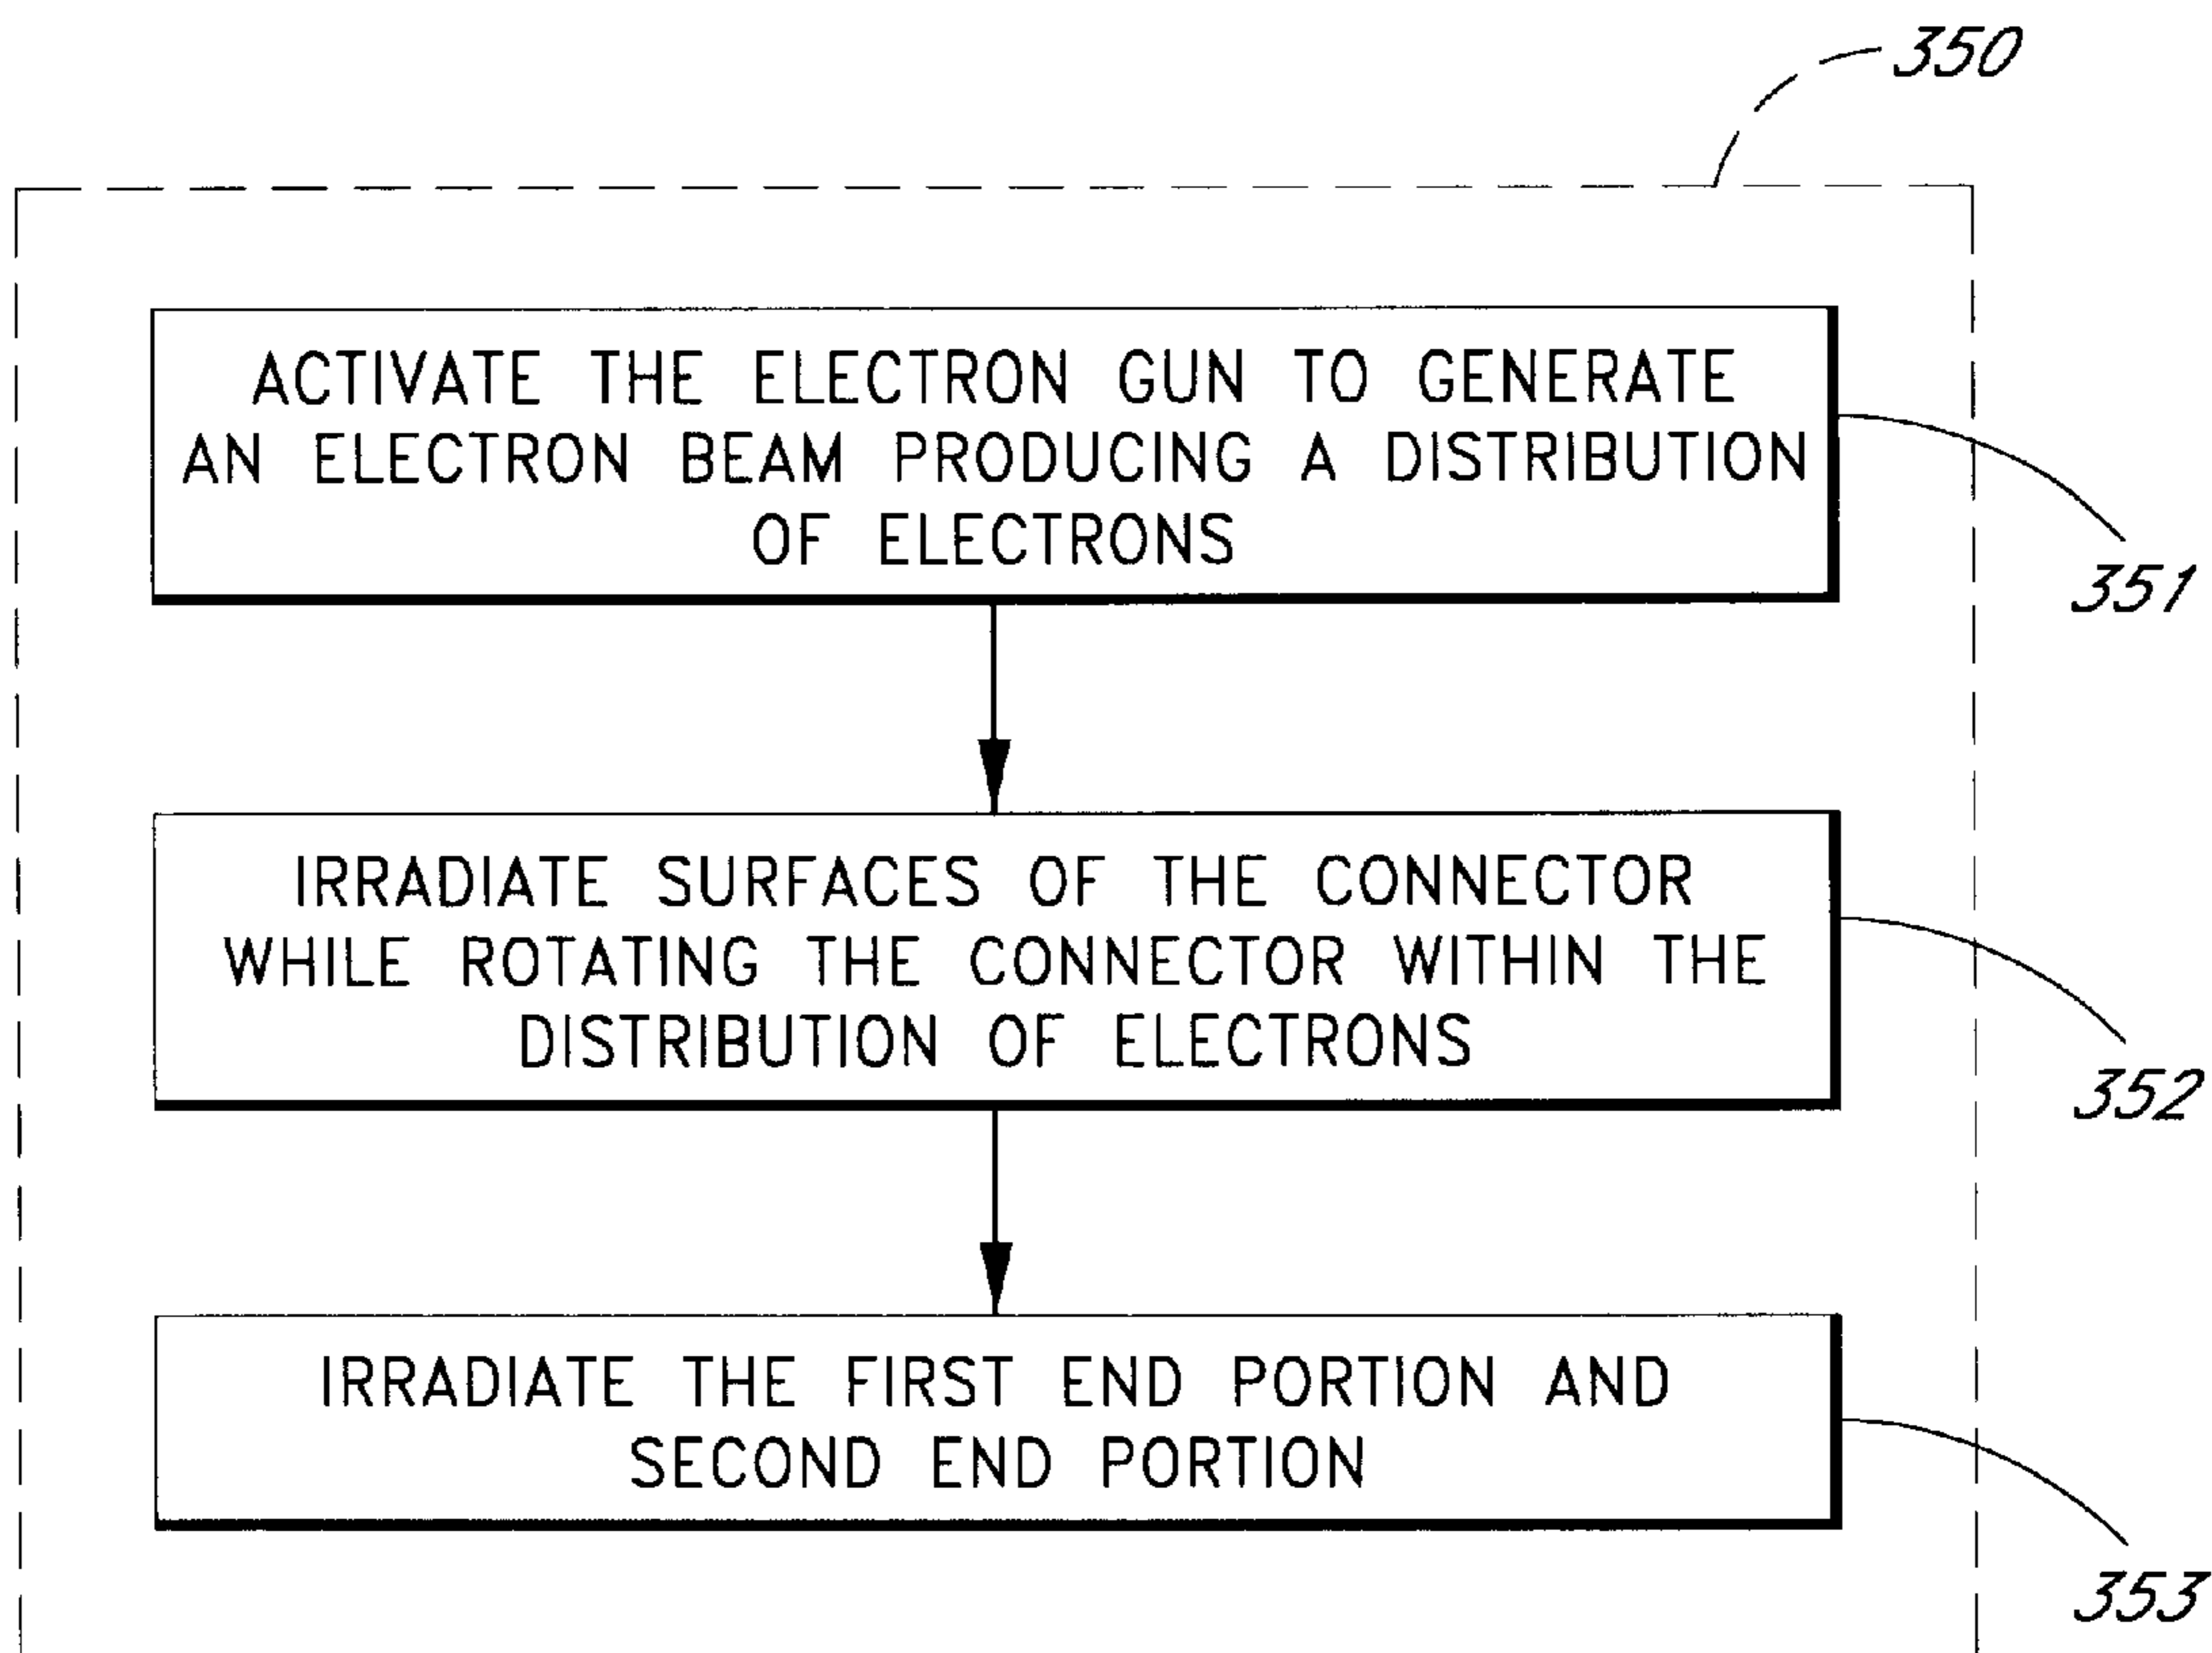 350
ACTIVATE THE ELECTRON GUN TO GENERATE
AN ELECTRON BEAM PRODUCING A DISTRIBUTION
OF ELECTRONS
351
IRRADIATE SURFACES OF THE CONNECTOR
WHILE ROTATING THE CONNECTOR WITHIN THE
DISTRIBUTION OF ELECTRONS
352
IRRADIATE THE FIRST END PORTION AND
SECOND END PORTION
353